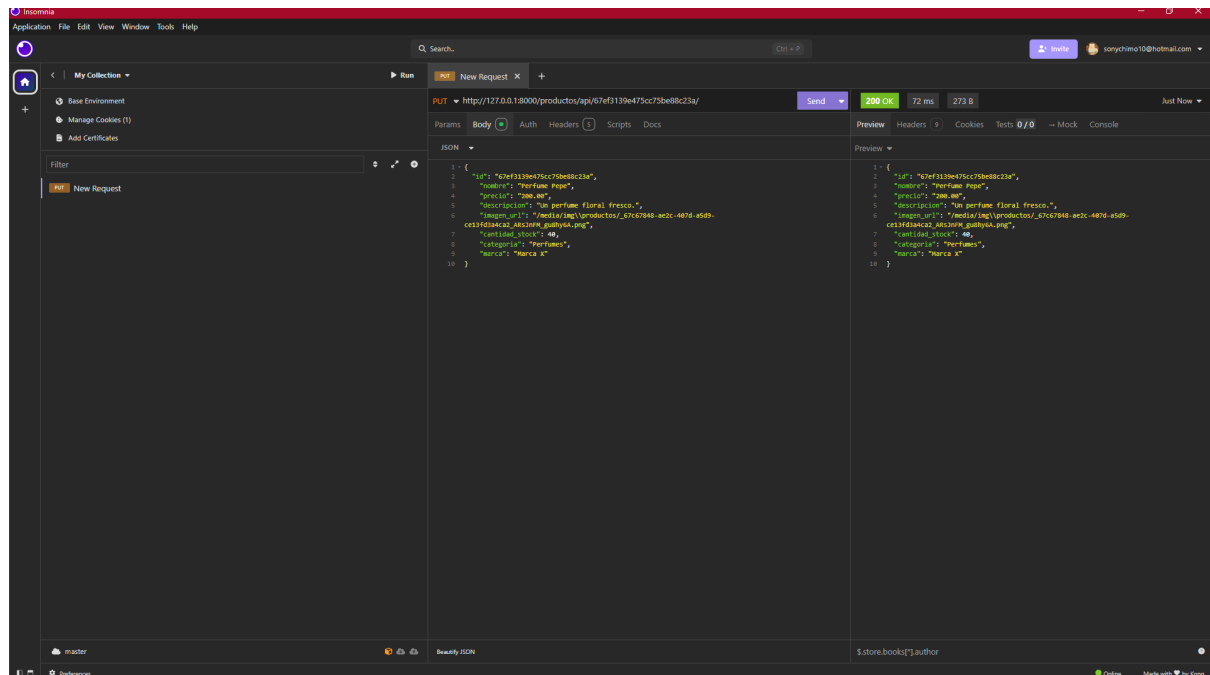 Insomnia
Application File Edit View Window Tools Help
Search.. Ctrl + P Invite sonychimo10@hotmail.com
My Collection Run PUT New Request
Base Environment
Manage Cookies (1)
Add Certificates
Filter
PUT New Request
PUT http://127.0.0.1:8000/productos/api/67ef3139e475cc75be88c23a/ Send
Params Body Auth Headers 5 Scripts Docs
JSON
1 {
2 "id": "67ef3139e475cc75be88c23a",
3 "nombre": "Perfume Pepe",
4 "precio": "200.00",
5 "descripcion": "Un perfume floral fresco.",
6 "imagen_url": "/media/img\\productos/_67c67848-ae2c-407d-a5d9-
ce13fd3a4ca2_ARsJnFM_gu8hy6A.png",
7 "cantidad_stock": 40,
8 "categoria": "Perfumes",
9 "marca": "Marca X"
10 }
200 OK 72 ms 273 B Just Now
Preview Headers 9 Cookies Tests 0 / 0 → Mock Console
Preview
1 {
2 "id": "67ef3139e475cc75be88c23a",
3 "nombre": "Perfume Pepe",
4 "precio": "200.00",
5 "descripcion": "Un perfume floral fresco.",
6 "imagen_url": "/media/img\\productos/_67c67848-ae2c-407d-a5d9-
ce13fd3a4ca2_ARsJnFM_gu8hy6A.png",
7 "cantidad_stock": 40,
8 "categoria": "Perfumes",
9 "marca": "Marca X"
10 }
master Beautify JSON $.store.books[*].author
Preferences Online Made with by Kong